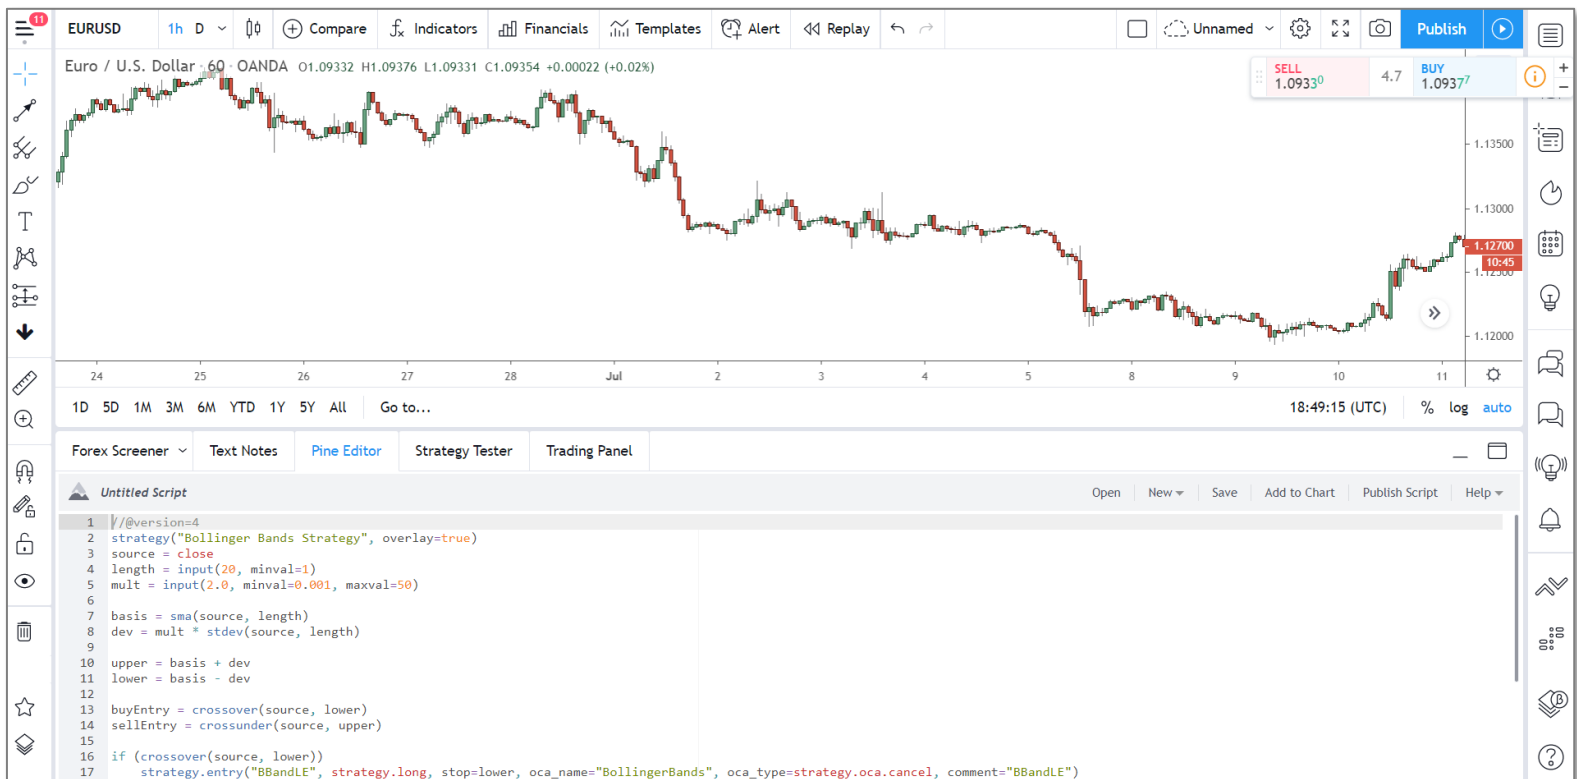 11
EURUSD 1h D Compare Indicators Financials Templates Alert Replay Unnamed Publish
Euro / U.S. Dollar · 60 · OANDA O1.09332 H1.09376 L1.09331 C1.09354 +0.00022 (+0.02%)
SELL 1.09330 4.7 BUY 1.09377
1.13500
1.13000
1.12700
10:45
1.12500
1.12000
24 25 26 27 28 Jul 2 3 4 5 8 9 10 11
1D 5D 1M 3M 6M YTD 1Y 5Y All Go to... 18:49:15 (UTC) % log auto
Forex Screener Text Notes Pine Editor Strategy Tester Trading Panel
Untitled Script Open New Save Add to Chart Publish Script Help
1 //@version=4
2 strategy("Bollinger Bands Strategy", overlay=true)
3 source = close
4 length = input(20, minval=1)
5 mult = input(2.0, minval=0.001, maxval=50)
6
7 basis = sma(source, length)
8 dev = mult * stdev(source, length)
9
10 upper = basis + dev
11 lower = basis - dev
12
13 buyEntry = crossover(source, lower)
14 sellEntry = crossunder(source, upper)
15
16 if (crossover(source, lower))
17 strategy.entry("BBandLE", strategy.long, stop=lower, oca_name="BollingerBands", oca_type=strategy.oca.cancel, comment="BBandLE")